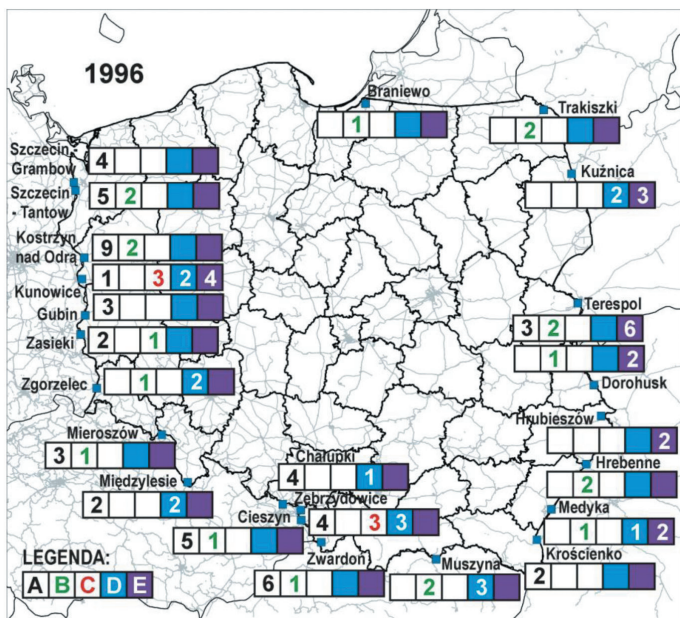 1996
Braniewo
1
Trakiszki
2
Kuźnica
2 3
Szczecin
Grambow
4
Szczecin
- Tantow
5 2
Kostrzyn
nad Odrą
9 2
Kunowice
1 3 2 4
Gubin
3
Zasieki
2 1
Zgorzelec
1 2
Terespol
3 2 6
1 2
Dorohusk
Hrubieszów
2
Hrebenne
2
Medyka
1 1 2
Krościenko
2
Mieroszów
3 1
Międzylesie
2 2
Chałupki
4 1
Zebrzydowice
4 3 3
Cieszyn
5 1
Zwardoń
6 1
Muszyna
2 3
LEGENDA:
A B C D E